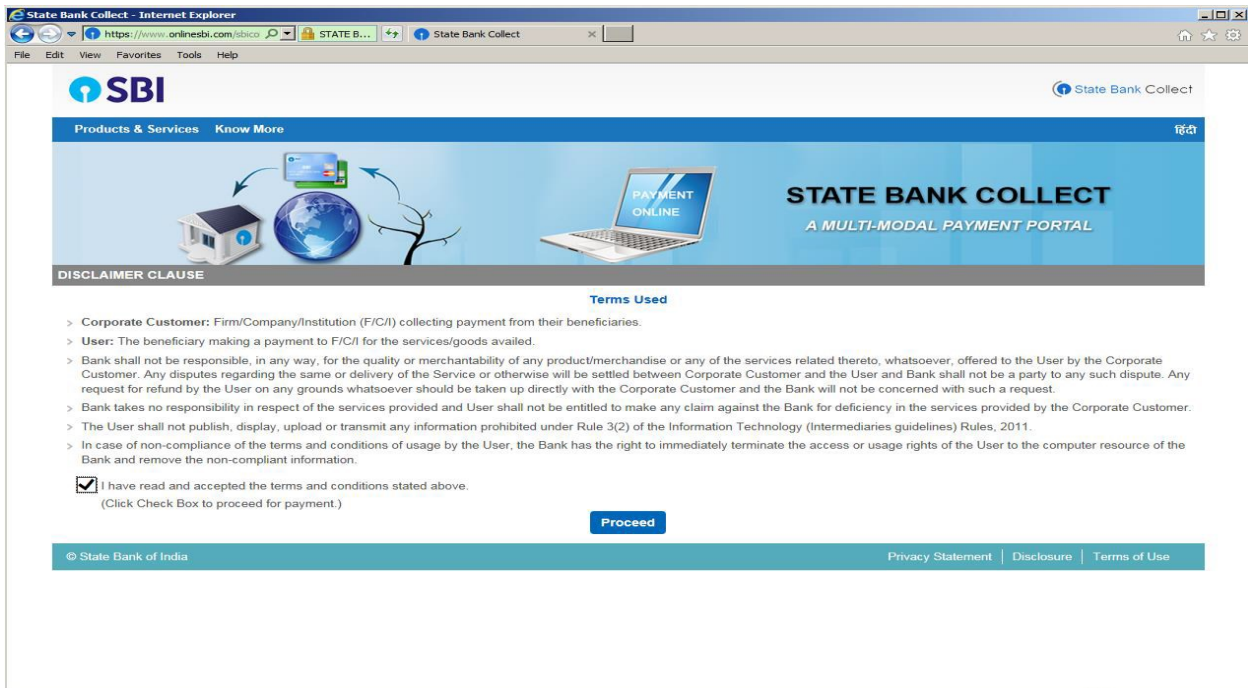 State Bank Collect - Internet Explorer
https://www.onlinesbi.com/sbico
STATE B...
State Bank Collect
File Edit View Favorites Tools Help
SBI
State Bank Collect
Products & Services Know More
हिंदी
PAYMENT
ONLINE
STATE BANK COLLECT
A MULTI-MODAL PAYMENT PORTAL
DISCLAIMER CLAUSE
Terms Used
> Corporate Customer: Firm/Company/Institution (F/C/I) collecting payment from their beneficiaries.
> User: The beneficiary making a payment to F/C/I for the services/goods availed.
> Bank shall not be responsible, in any way, for the quality or merchantability of any product/merchandise or any of the services related thereto, whatsoever, offered to the User by the Corporate
Customer. Any disputes regarding the same or delivery of the Service or otherwise will be settled between Corporate Customer and the User and Bank shall not be a party to any such dispute. Any
request for refund by the User on any grounds whatsoever should be taken up directly with the Corporate Customer and the Bank will not be concerned with such a request.
> Bank takes no responsibility in respect of the services provided and User shall not be entitled to make any claim against the Bank for deficiency in the services provided by the Corporate Customer.
> The User shall not publish, display, upload or transmit any information prohibited under Rule 3(2) of the Information Technology (Intermediaries guidelines) Rules, 2011.
> In case of non-compliance of the terms and conditions of usage by the User, the Bank has the right to immediately terminate the access or usage rights of the User to the computer resource of the
Bank and remove the non-compliant information.
I have read and accepted the terms and conditions stated above.
(Click Check Box to proceed for payment.)
Proceed
© State Bank of India
Privacy Statement | Disclosure | Terms of Use